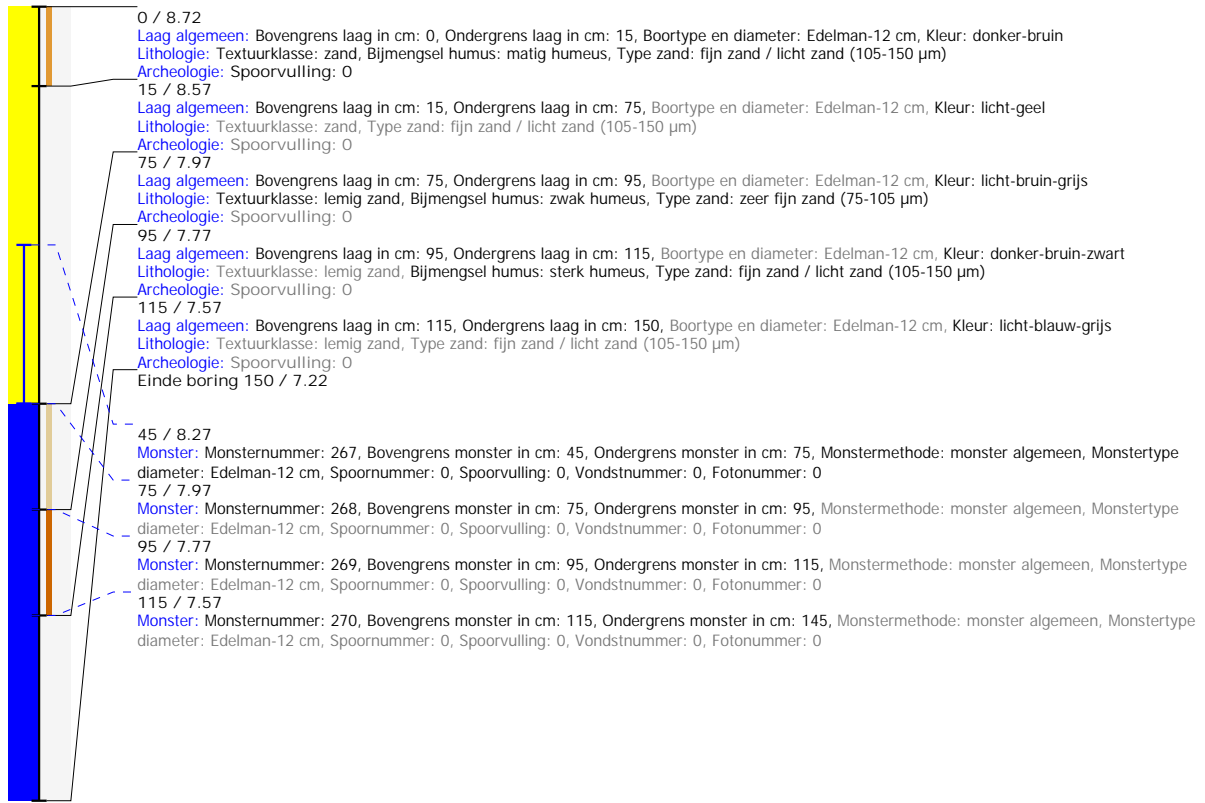 0 / 8.72
Laag algemeen: Bovengrens laag in cm: 0, Ondergrens laag in cm: 15, Boortype en diameter: Edelman-12 cm, Kleur: donker-bruin
Lithologie: Textuurklasse: zand, Bijmengsel humus: matig humeus, Type zand: fijn zand / licht zand (105-150 µm)
Archeologie: Spoorvulling: 0
15 / 8.57
Laag algemeen: Bovengrens laag in cm: 15, Ondergrens laag in cm: 75, Boortype en diameter: Edelman-12 cm, Kleur: licht-geel
Lithologie: Textuurklasse: zand, Type zand: fijn zand / licht zand (105-150 µm)
Archeologie: Spoorvulling: 0
75 / 7.97
Laag algemeen: Bovengrens laag in cm: 75, Ondergrens laag in cm: 95, Boortype en diameter: Edelman-12 cm, Kleur: licht-bruin-grijs
Lithologie: Textuurklasse: lemig zand, Bijmengsel humus: zwak humeus, Type zand: zeer fijn zand (75-105 µm)
Archeologie: Spoorvulling: 0
95 / 7.77
Laag algemeen: Bovengrens laag in cm: 95, Ondergrens laag in cm: 115, Boortype en diameter: Edelman-12 cm, Kleur: donker-bruin-zwart
Lithologie: Textuurklasse: lemig zand, Bijmengsel humus: sterk humeus, Type zand: fijn zand / licht zand (105-150 µm)
Archeologie: Spoorvulling: 0
115 / 7.57
Laag algemeen: Bovengrens laag in cm: 115, Ondergrens laag in cm: 150, Boortype en diameter: Edelman-12 cm, Kleur: licht-blauw-grijs
Lithologie: Textuurklasse: lemig zand, Type zand: fijn zand / licht zand (105-150 µm)
Archeologie: Spoorvulling: 0
Einde boring 150 / 7.22
45 / 8.27
Monster: Monsternummer: 267, Bovengrens monster in cm: 45, Ondergrens monster in cm: 75, Monstermethode: monster algemeen, Monstertype
diameter: Edelman-12 cm, Spoornummer: 0, Spoorvulling: 0, Vondstnummer: 0, Fotonummer: 0
75 / 7.97
Monster: Monsternummer: 268, Bovengrens monster in cm: 75, Ondergrens monster in cm: 95, Monstermethode: monster algemeen, Monstertype
diameter: Edelman-12 cm, Spoornummer: 0, Spoorvulling: 0, Vondstnummer: 0, Fotonummer: 0
95 / 7.77
Monster: Monsternummer: 269, Bovengrens monster in cm: 95, Ondergrens monster in cm: 115, Monstermethode: monster algemeen, Monstertype
diameter: Edelman-12 cm, Spoornummer: 0, Spoorvulling: 0, Vondstnummer: 0, Fotonummer: 0
115 / 7.57
Monster: Monsternummer: 270, Bovengrens monster in cm: 115, Ondergrens monster in cm: 145, Monstermethode: monster algemeen, Monstertype
diameter: Edelman-12 cm, Spoornummer: 0, Spoorvulling: 0, Vondstnummer: 0, Fotonummer: 0